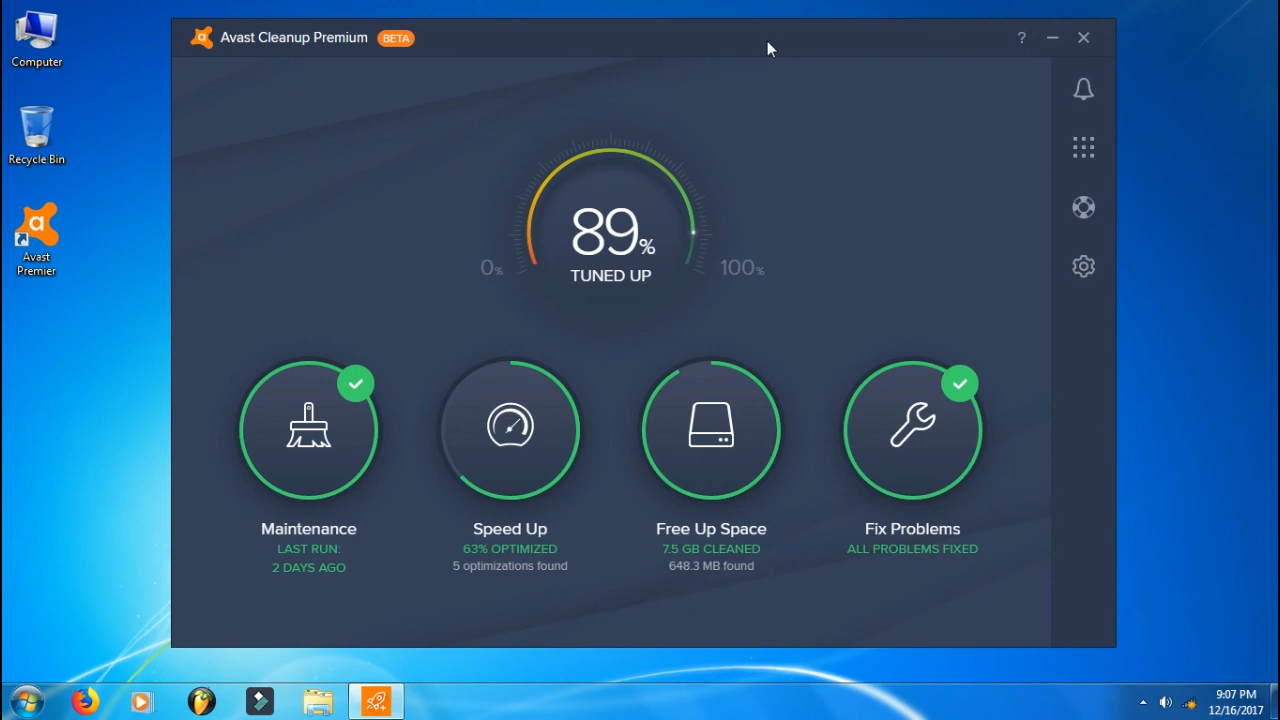 Computer
Recycle Bin
Avast
Premier
Avast Cleanup Premium BETA
?
89%
TUNED UP
0%
100%
Maintenance
LAST RUN:
2 DAYS AGO
Speed Up
63% OPTIMIZED
5 optimizations found
Free Up Space
7.5 GB CLEANED
648.3 MB found
Fix Problems
ALL PROBLEMS FIXED
9:07 PM
12/16/2017